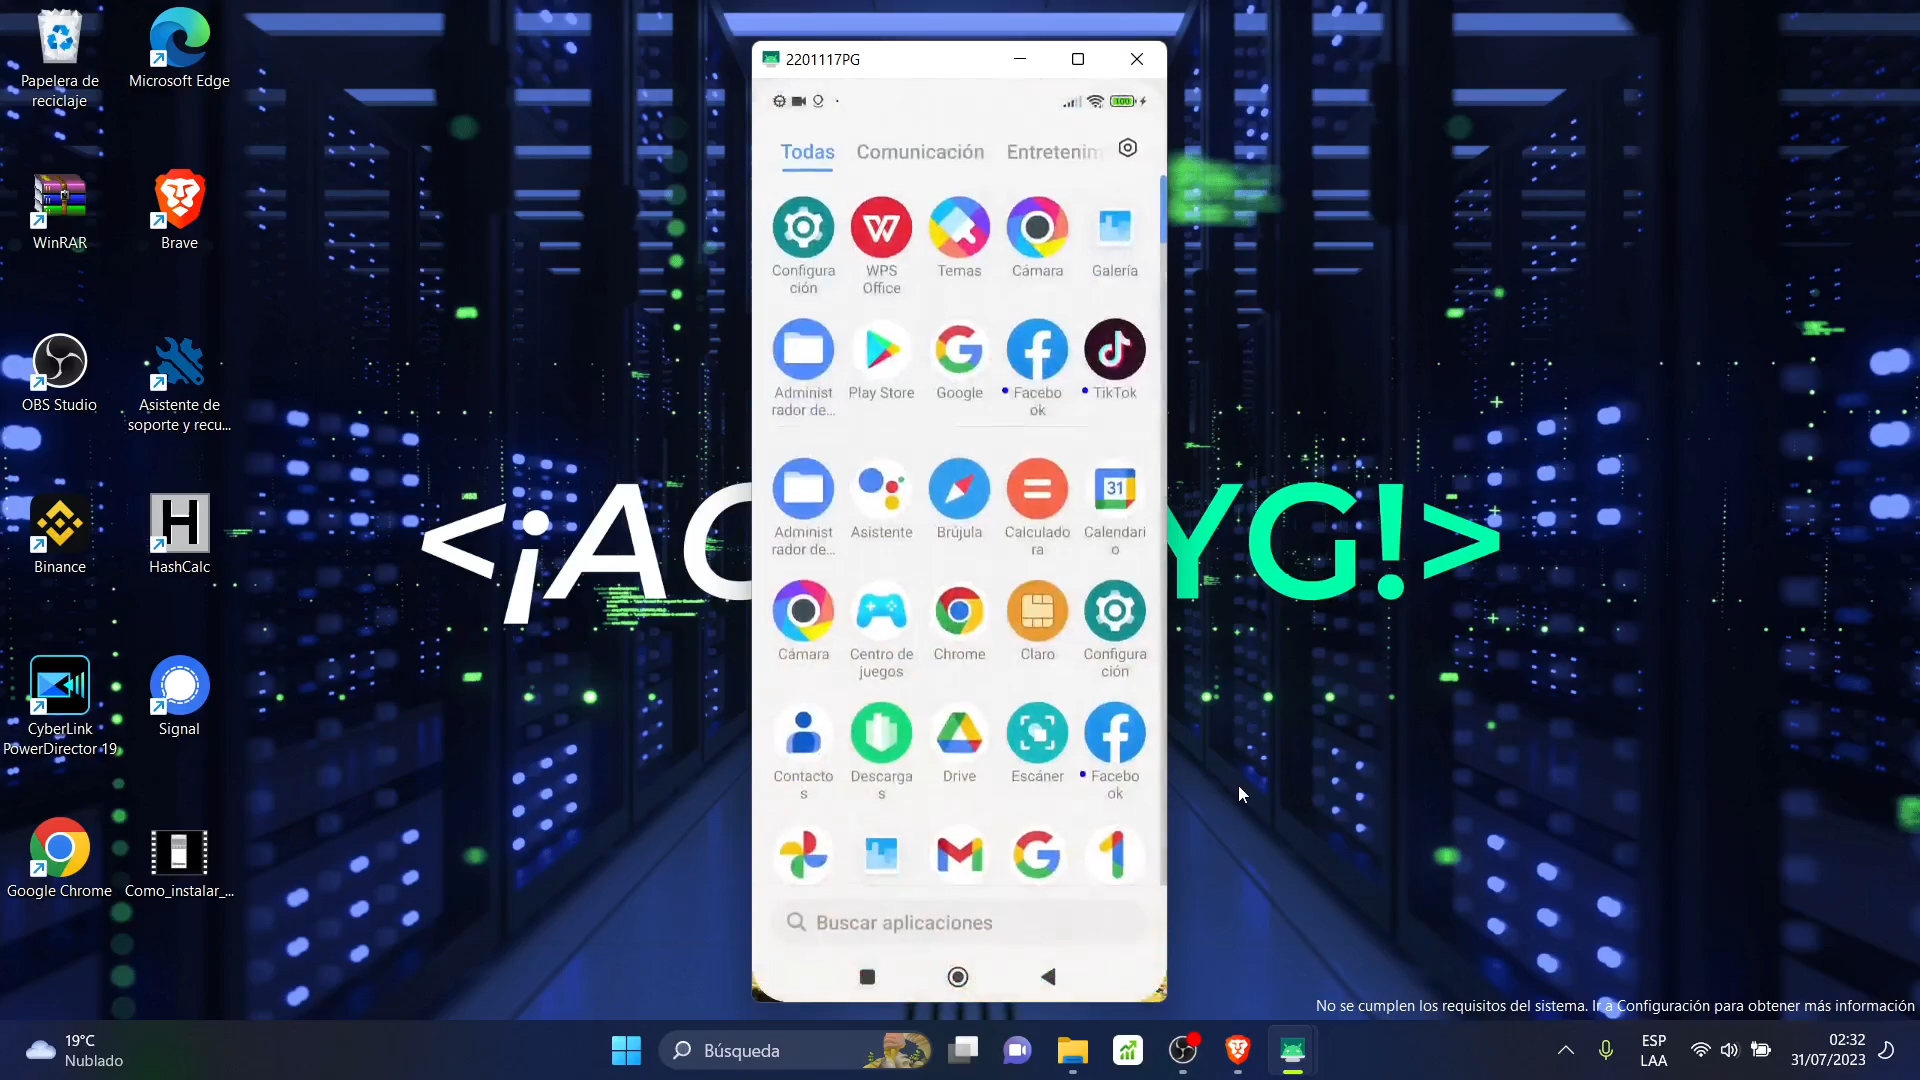 Papelera de
reciclaje
Microsoft Edge
WinRAR
Brave
OBS Studio
Asistente de
soporte y recu...
Binance
HashCalc
CyberLink
PowerDirector 19
Signal
Google Chrome
Como_instalar_...
2201117PG
100
Todas
Comunicación
Entretenim
Configura
ción
WPS
Office
Temas
Cámara
Galería
Administ
rador de...
Play Store
Google
Facebo
ok
TikTok
Administ
rador de...
Asistente
Brújula
Calculado
ra
31
Calendari
o
Cámara
Centro de
juegos
Chrome
Claro
Configura
ción
Contacto
s
Descarga
s
Drive
Escáner
Facebo
ok
Buscar aplicaciones
<¡AC
YG!>
No se cumplen los requisitos del sistema. Ir a Configuración para obtener más información
19°C
Nublado
Búsqueda
ESP
LAA
02:32
31/07/2023